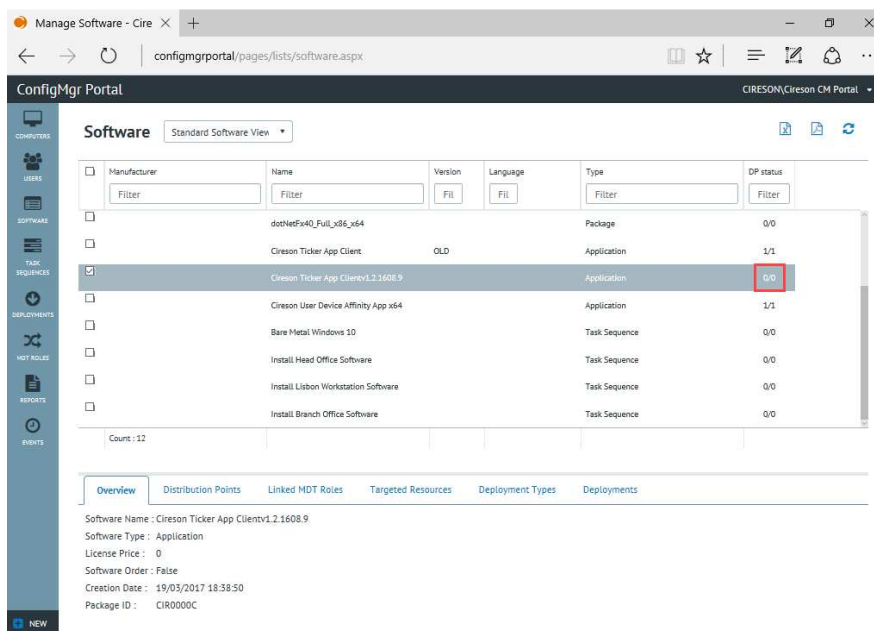 Manage Software - Cire
configmgrportal/pages/lists/software.aspx
ConfigMgr Portal
CIRESON\Cireson CM Portal
COMPUTERS
USERS
SOFTWARE
TASK SEQUENCES
DEPLOYMENTS
MDT ROLES
REPORTS
EVENTS
NEW
Software Standard Software View
Manufacturer Name Version Language Type DP status
Filter Filter Fil Fil Filter Filter
dotNetFx40_Full_x86_x64 Package 0/0
Cireson Ticker App Client OLD Application 1/1
Cireson Ticker App Clientv1.2.1608.9 Application 0/0
Cireson User Device Affinity App x64 Application 1/1
Bare Metal Windows 10 Task Sequence 0/0
Install Head Office Software Task Sequence 0/0
Install Lisbon Workstation Software Task Sequence 0/0
Install Branch Office Software Task Sequence 0/0
Count : 12
Overview Distribution Points Linked MDT Roles Targeted Resources Deployment Types Deployments
Software Name : Cireson Ticker App Clientv1.2.1608.9
Software Type : Application
License Price : 0
Software Order : False
Creation Date : 19/03/2017 18:38:50
Package ID : CIR0000C